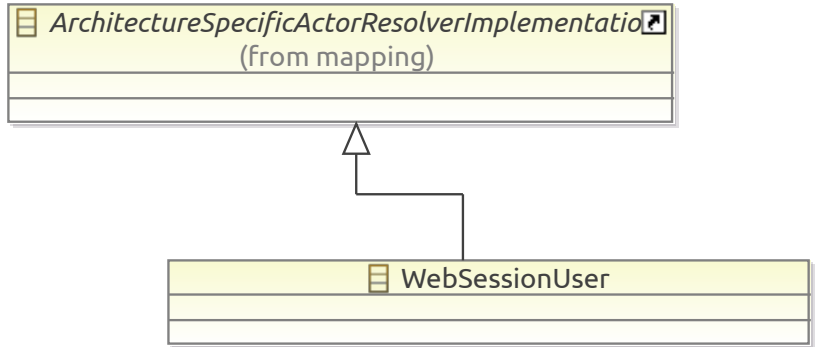 ArchitectureSpecificActorResolverImplementatio
(from mapping)
WebSessionUser